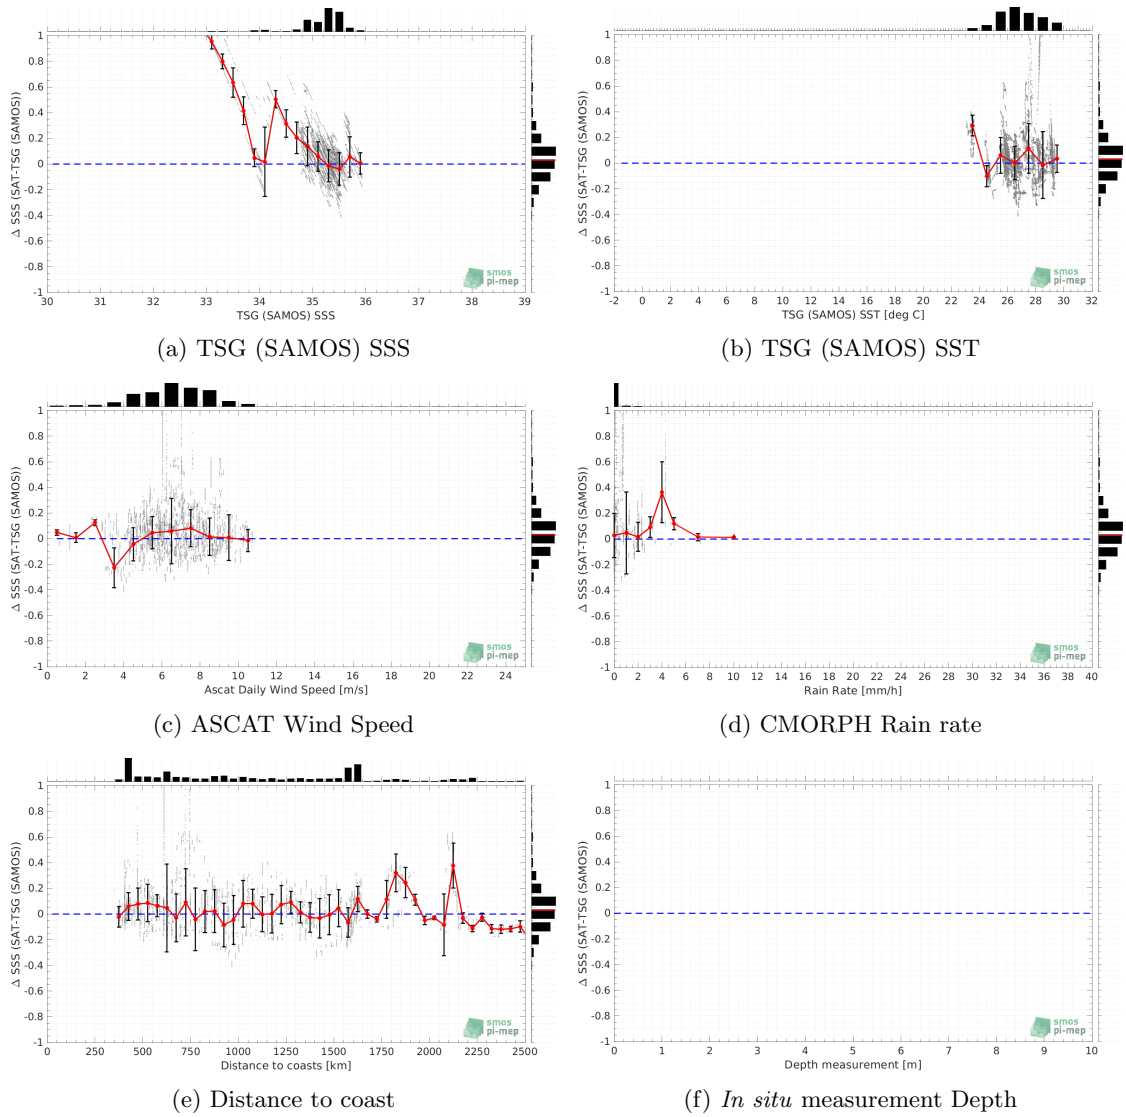 1
0.8
0.6
0.4
0.2
0
-0.2
-0.4
-0.6
-0.8
-1
Δ SSS (SAT-TSG (SAMOS))
30 31 32 33 34 35 36 37 38 39
TSG (SAMOS) SSS
smos
pi-mep
(a) TSG (SAMOS) SSS
1
0.8
0.6
0.4
0.2
0
-0.2
-0.4
-0.6
-0.8
-1
Δ SSS (SAT-TSG (SAMOS))
-2 0 2 4 6 8 10 12 14 16 18 20 22 24 26 28 30 32
TSG (SAMOS) SST [deg C]
smos
pi-mep
(b) TSG (SAMOS) SST
1
0.8
0.6
0.4
0.2
0
-0.2
-0.4
-0.6
-0.8
-1
Δ SSS (SAT-TSG (SAMOS))
0 2 4 6 8 10 12 14 16 18 20 22 24
Ascat Daily Wind Speed [m/s]
smos
pi-mep
(c) ASCAT Wind Speed
1
0.8
0.6
0.4
0.2
0
-0.2
-0.4
-0.6
-0.8
-1
Δ SSS (SAT-TSG (SAMOS))
0 2 4 6 8 10 12 14 16 18 20 22 24 26 28 30 32 34 36 38 40
Rain Rate [mm/h]
smos
pi-mep
(d) CMORPH Rain rate
1
0.8
0.6
0.4
0.2
0
-0.2
-0.4
-0.6
-0.8
-1
Δ SSS (SAT-TSG (SAMOS))
0 250 500 750 1000 1250 1500 1750 2000 2250 2500
Distance to coasts [km]
smos
pi-mep
(e) Distance to coast
1
0.8
0.6
0.4
0.2
0
-0.2
-0.4
-0.6
-0.8
-1
Δ SSS (SAT-TSG (SAMOS))
0 1 2 3 4 5 6 7 8 9 10
Depth measurement [m]
smos
pi-mep
(f) In situ measurement Depth